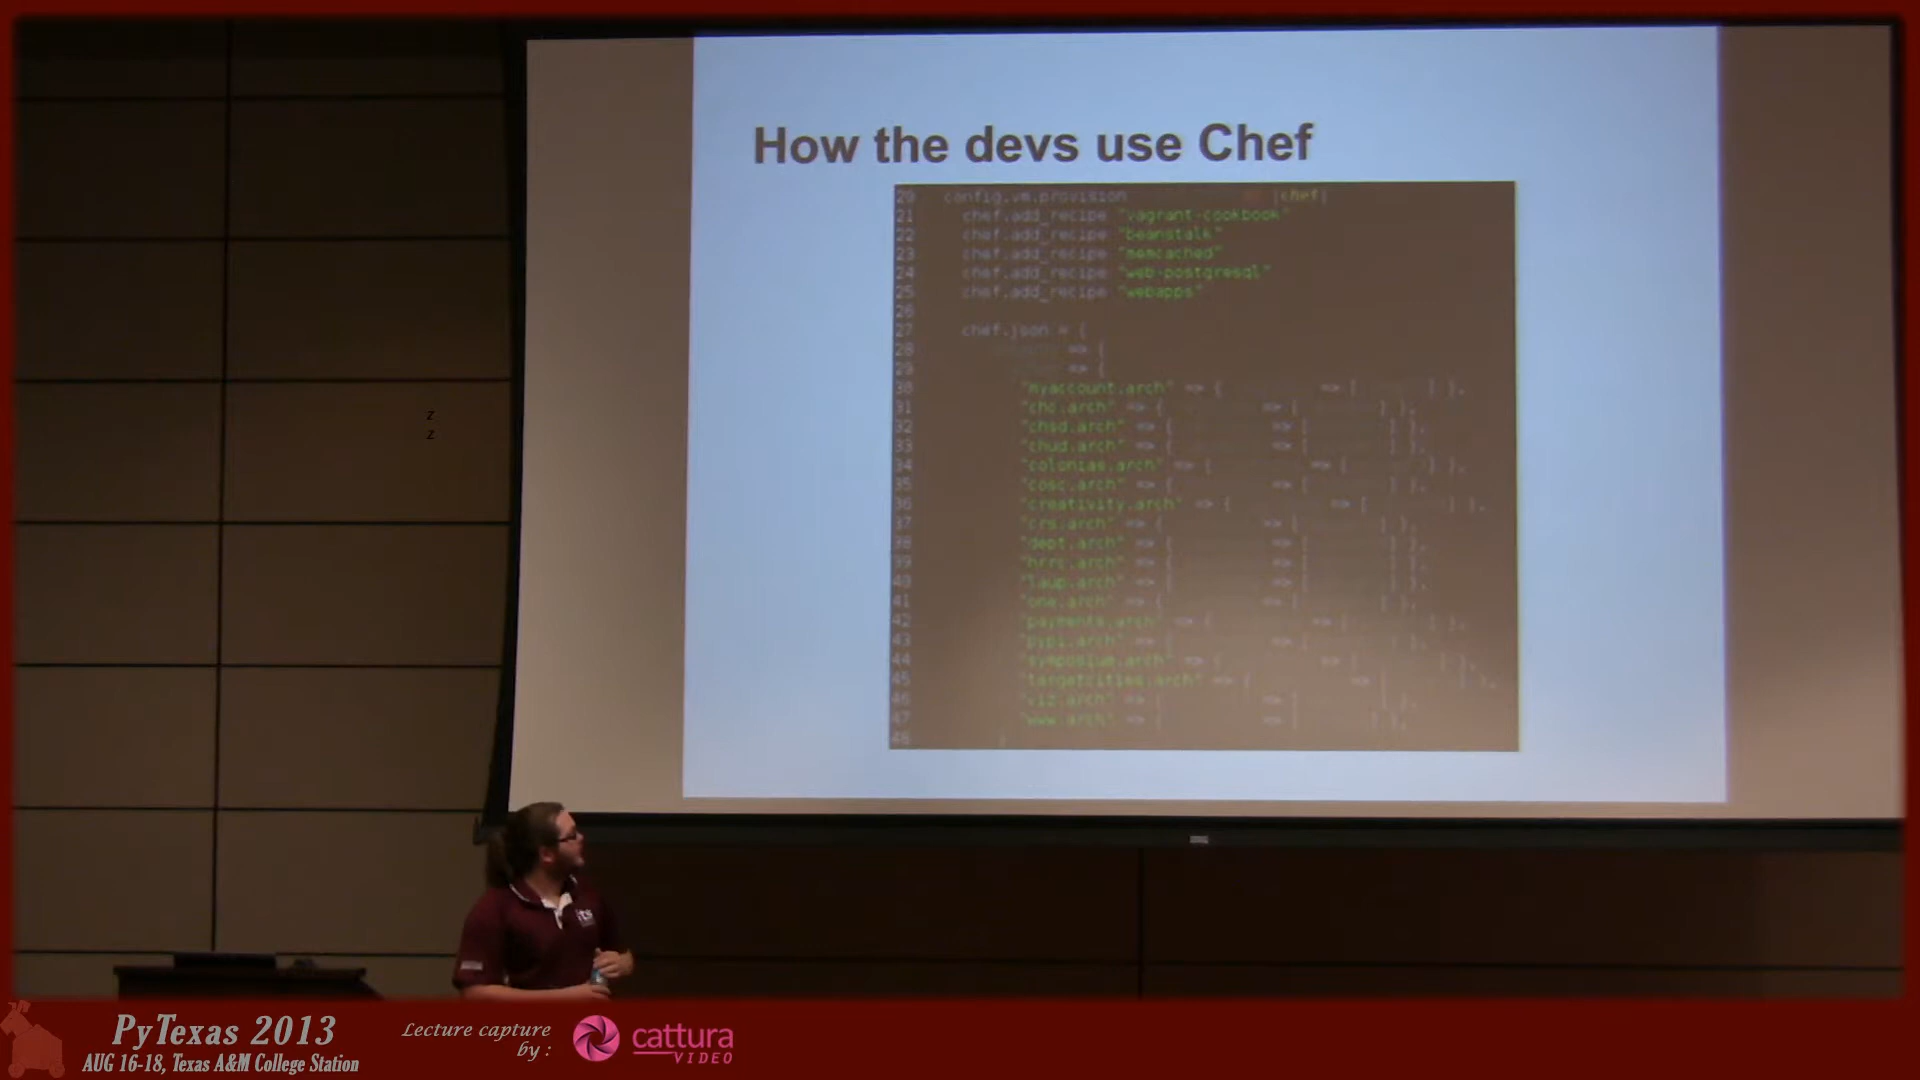 How the devs use Chef
20 config.vm.provision |chef|
21 chef.add_recipe "vagrant-cookbook"
22 chef.add_recipe "beanstalk"
23 chef.add_recipe "memcached"
24 chef.add_recipe "web-postgresql"
25 chef.add_recipe "webapps"
26
27 chef.json = {
28 => {
29 => {
30 "myaccount.arch" => { => [ ] },
31 "chc.arch" => { => [ ] },
32 "chsd.arch" => { => [ ] },
33 "chud.arch" => { => [ ] },
34 "colonias.arch" => { => [ ] },
35 "cosc.arch" => { => [ ] },
36 "creativity.arch" => { => [ ] },
37 "crs.arch" => { => [ ] },
38 "dept.arch" => { => [ ] },
39 "hrrc.arch" => { => [ ] },
40 "laup.arch" => { => [ ] },
41 "one.arch" => { => [ ] },
42 "payments.arch" => { => [ ] },
43 "pypi.arch" => { => [ ] },
44 "symposium.arch" => { => [ ] },
45 "targetcities.arch" => { => [ ] },
46 "viz.arch" => { => [ ] },
47 "www.arch" => { => [ ] },
48
z
z
its
PyTexas 2013
AUG 16-18, Texas A&M College Station
Lecture capture
by :
cattura
VIDEO